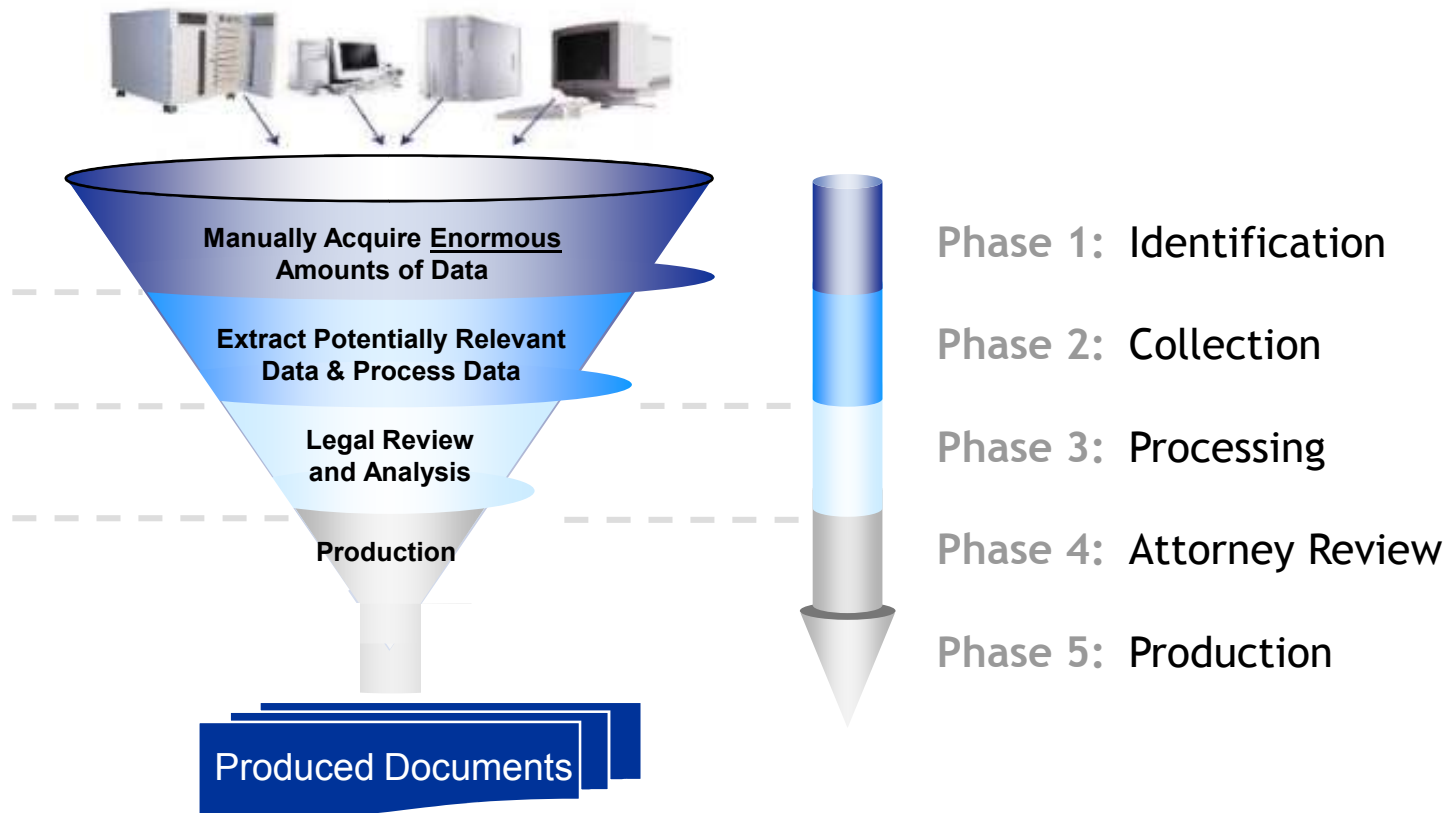 Manually Acquire Enormous
Amounts of Data
Extract Potentially Relevant
Data & Process Data
Legal Review
and Analysis
Production
Produced Documents
Phase 1: Identification
Phase 2: Collection
Phase 3: Processing
Phase 4: Attorney Review
Phase 5: Production